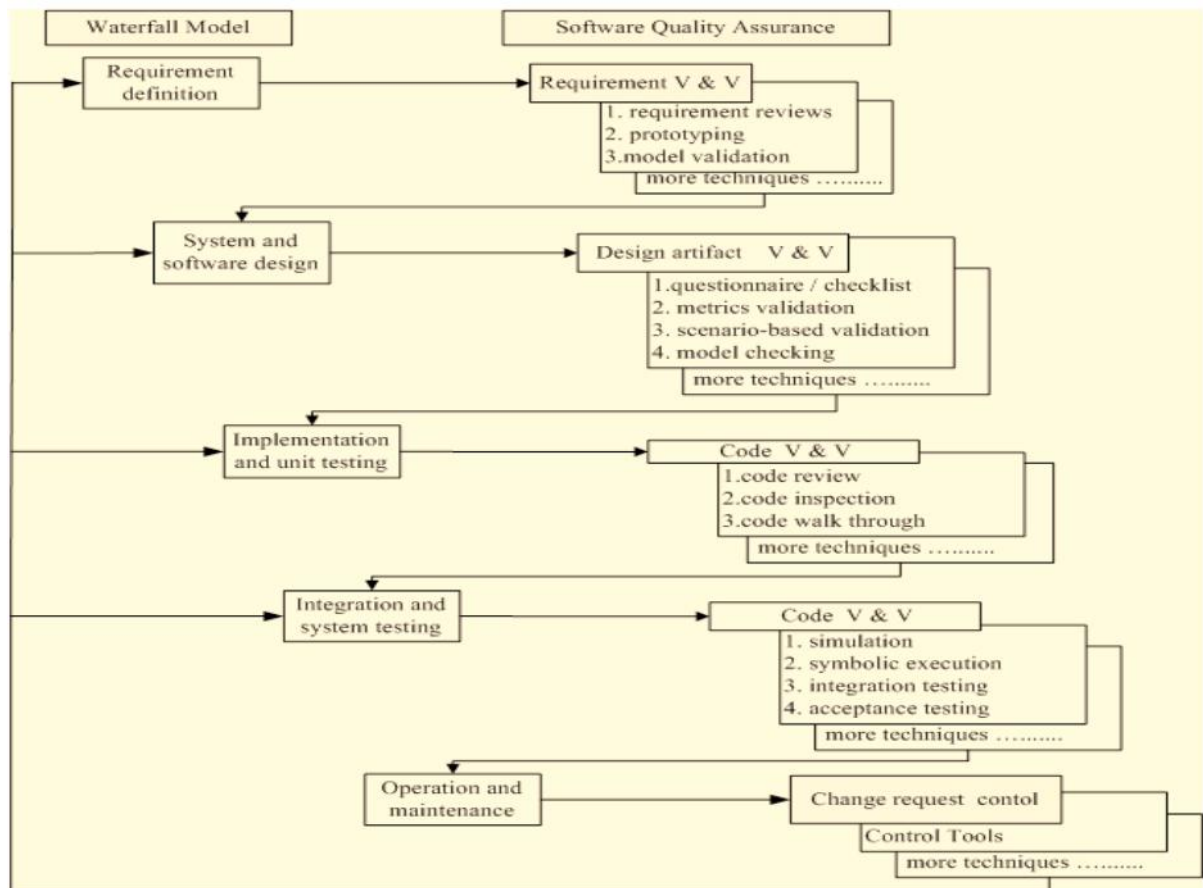 Waterfall Model
Software Quality Assurance
Requirement
definition
Requirement V & V
1. requirement reviews
2. prototyping
3.model validation
more techniques ….......
System and
software design
Design artifact V & V
1.questionnaire / checklist
2. metrics validation
3. scenario-based validation
4. model checking
more techniques ….......
Implementation
and unit testing
Code V & V
1.code review
2.code inspection
3.code walk through
more techniques ….......
Integration and
system testing
Code V & V
1. simulation
2. symbolic execution
3. integration testing
4. acceptance testing
more techniques ….......
Operation and
maintenance
Change request contol
Control Tools
more techniques ….......